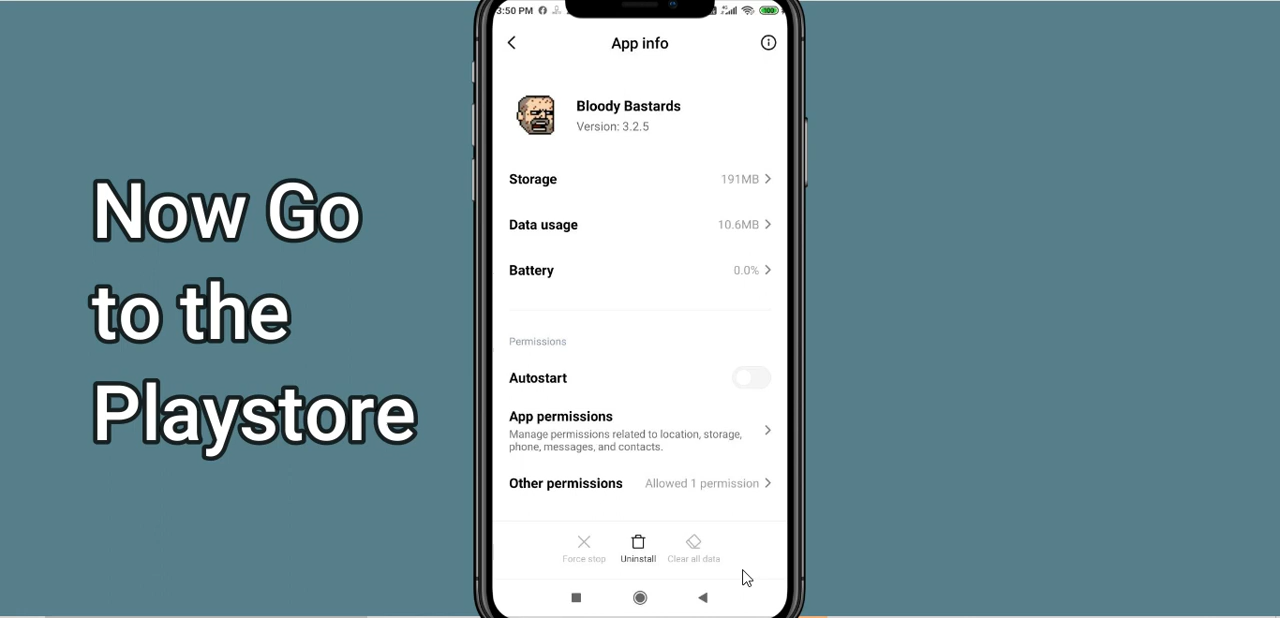 3:50 PM
100
App info
Bloody Bastards
Version: 3.2.5
Storage 191MB
Data usage 10.6MB
Battery 0.0%
Permissions
Autostart
App permissions
Manage permissions related to location, storage,
phone, messages, and contacts.
Other permissions Allowed 1 permission
Force stop Uninstall Clear all data
Now Go
to the
Playstore